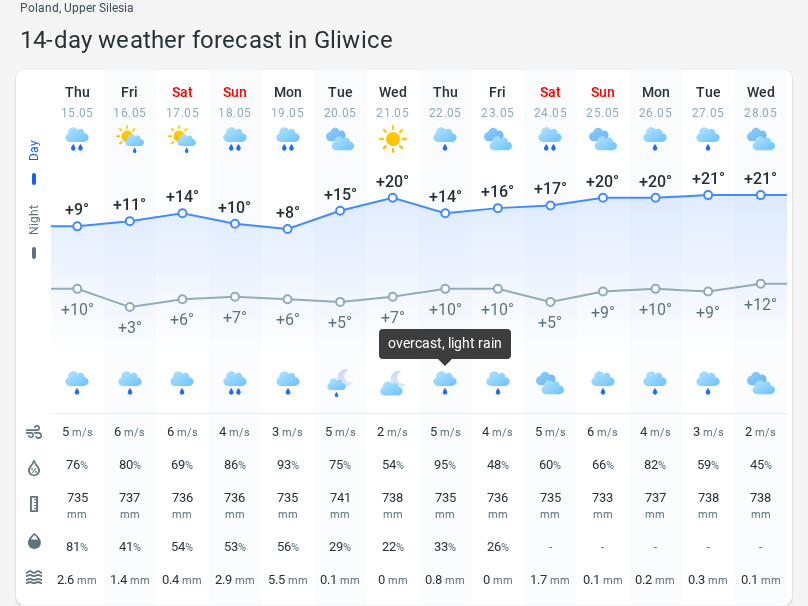 Poland, Upper Silesia
14-day weather forecast in Gliwice
Thu Fri Sat Sun Mon Tue Wed Thu Fri Sat Sun Mon Tue Wed
15.05 16.05 17.05 18.05 19.05 20.05 21.05 22.05 23.05 24.05 25.05 26.05 27.05 28.05
Day
Night
+9° +11° +14° +10° +8° +15° +20° +14° +16° +17° +20° +20° +21° +21°
+10° +3° +6° +7° +6° +5° +7° +10° +10° +5° +9° +10° +9° +12°
overcast, light rain
5 m/s 6 m/s 6 m/s 4 m/s 3 m/s 5 m/s 2 m/s 5 m/s 4 m/s 5 m/s 6 m/s 4 m/s 3 m/s 2 m/s
76% 80% 69% 86% 93% 75% 54% 95% 48% 60% 66% 82% 59% 45%
735 737 736 736 735 741 738 735 736 735 733 737 738 738
mm mm mm mm mm mm mm mm mm mm mm mm mm mm
81% 41% 54% 53% 56% 29% 22% 33% 26% - - - - -
2.6 mm 1.4 mm 0.4 mm 2.9 mm 5.5 mm 0.1 mm 0 mm 0.8 mm 0 mm 1.7 mm 0.1 mm 0.2 mm 0.3 mm 0.1 mm